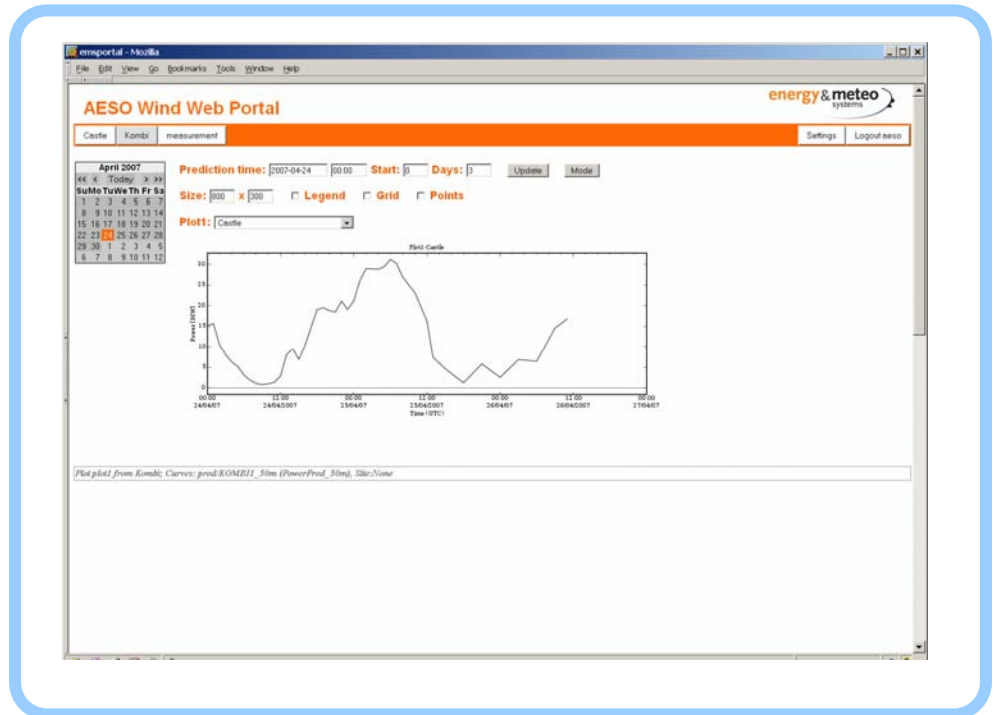 emsportal - Mozilla
File Edit View Go Bookmarks Tools Window Help
AESO Wind Web Portal
energy & meteo
systems
Castle Kombi measurement Settings Logout aeso
April 2007
<< < Today > >>
SuMoTuWeTh Fr Sa
1 2 3 4 5 6 7
8 9 10 11 12 13 14
15 16 17 18 19 20 21
22 23 24 25 26 27 28
29 30 1 2 3 4 5
6 7 8 9 10 11 12
Prediction time: 2007-04-24 00:00 Start: 0 Days: 3 Update Mode
Size: 800 x 300 Legend Grid Points
Plot1: Castle
Plot1 Castle
Power [MW]
30
25
20
15
10
5
0
00:00 12:00 00:00 12:00 00:00 12:00 00:00
24/04/07 24/04/2007 25/04/07 25/04/2007 26/04/07 26/04/2007 27/04/07
Time (UTC)
Plot plot1 from Kombi; Curves: pred/KOMBI1_50m (PowerPred_50m), Site:None